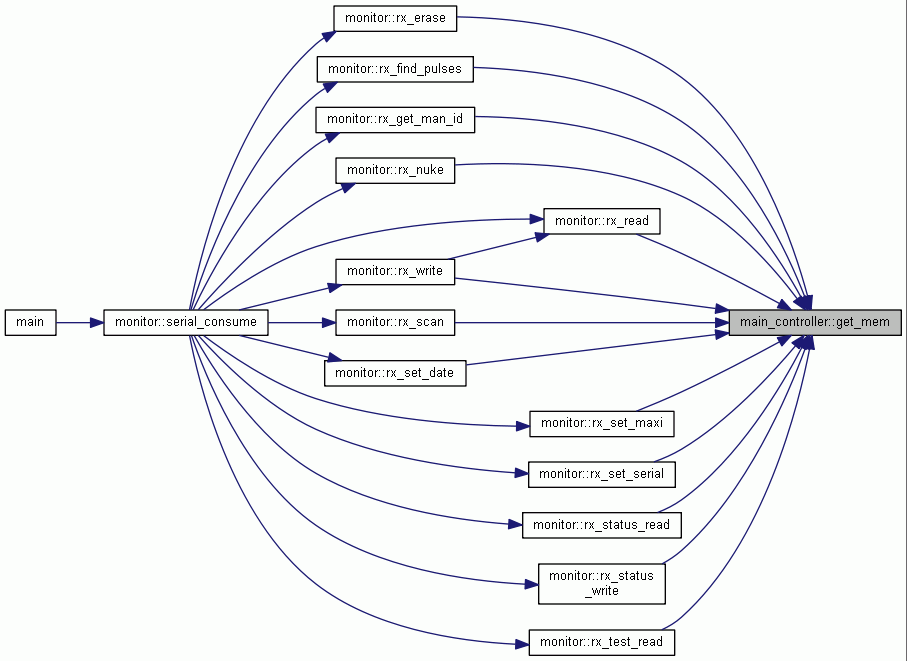 monitor::rx_erase
monitor::rx_find_pulses
monitor::rx_get_man_id
monitor::rx_nuke
monitor::rx_read
monitor::rx_write
main
monitor::serial_consume
monitor::rx_scan
main_controller::get_mem
monitor::rx_set_date
monitor::rx_set_maxi
monitor::rx_set_serial
monitor::rx_status_read
monitor::rx_status
_write
monitor::rx_test_read